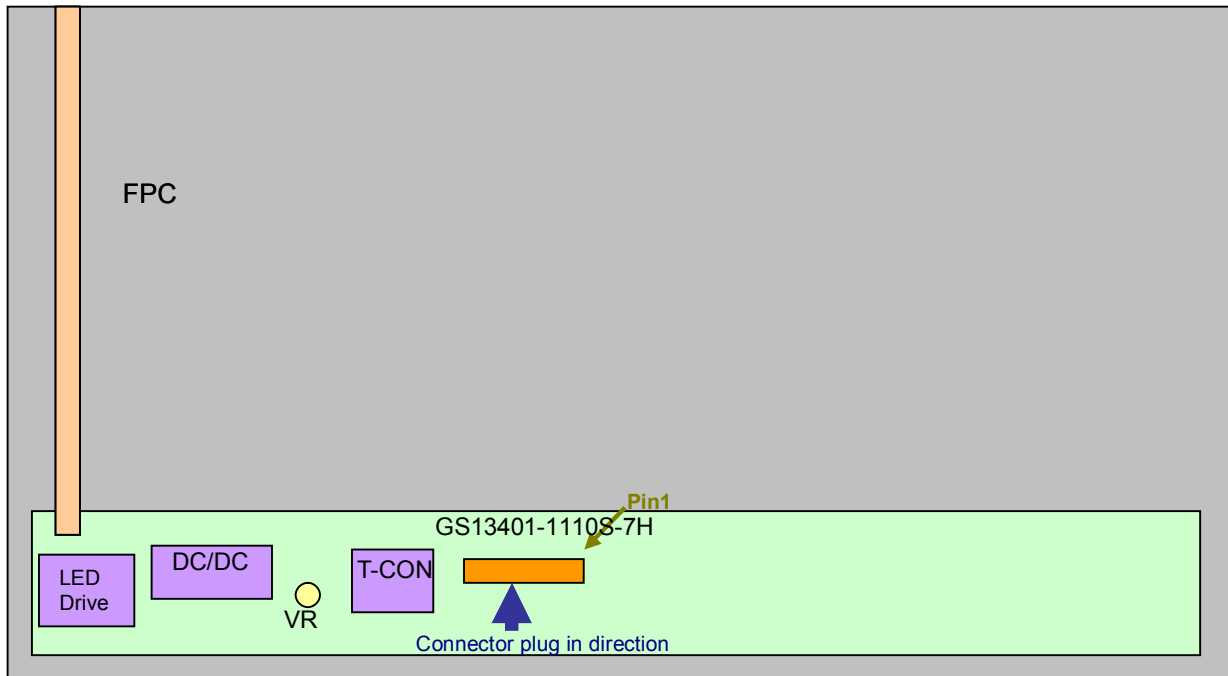 FPC
Pin1
GS13401-1110S-7H
DC/DC
T-CON
LED
Drive
VR
Connector plug in direction